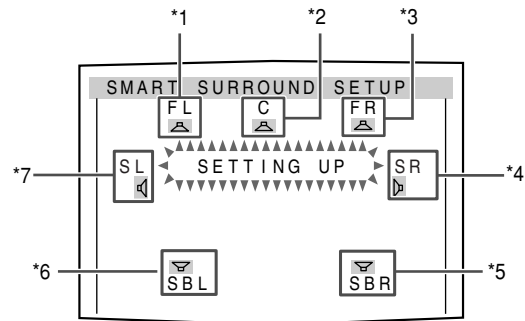 *1 *2 *3
SMART SURROUND SETUP
FL C FR
SL SETTING UP SR
*7 *4
*6 SBL SBR *5